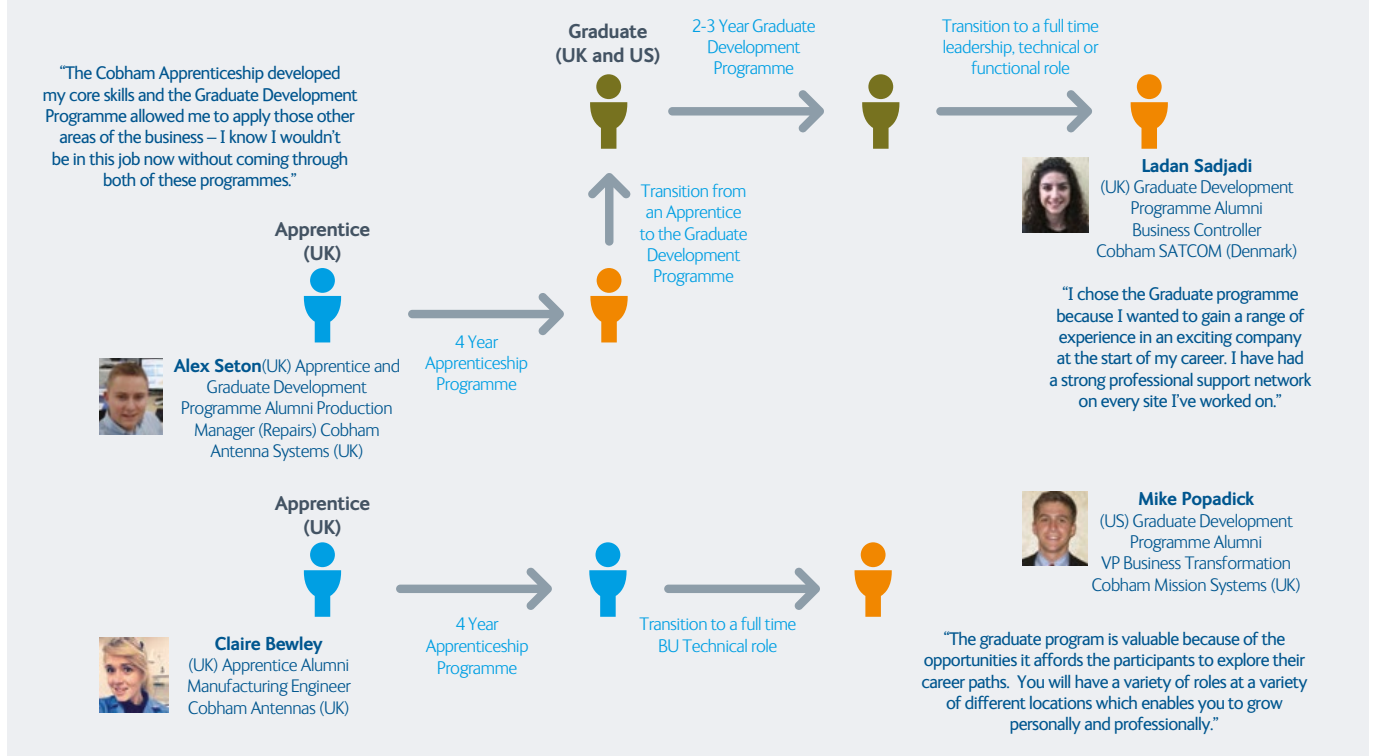 “The Cobham Apprenticeship developed
my core skills and the Graduate Development
Programme allowed me to apply those other
areas of the business – I know I wouldn’t
be in this job now without coming through
both of these programmes.”
Graduate
(UK and US)
2-3 Year Graduate
Development
Programme
Transition to a full time
leadership, technical or
functional role
Ladan Sadjadi
(UK) Graduate Development
Programme Alumni
Business Controller
Cobham SATCOM (Denmark)
“I chose the Graduate programme
because I wanted to gain a range of
experience in an exciting company
at the start of my career. I have had
a strong professional support network
on every site I’ve worked on.”
Transition from
an Apprentice
to the Graduate
Development
Programme
Apprentice
(UK)
4 Year
Apprenticeship
Programme
Alex Seton(UK) Apprentice and
Graduate Development
Programme Alumni Production
Manager (Repairs) Cobham
Antenna Systems (UK)
Apprentice
(UK)
4 Year
Apprenticeship
Programme
Transition to a full time
BU Technical role
Claire Bewley
(UK) Apprentice Alumni
Manufacturing Engineer
Cobham Antennas (UK)
Mike Popadick
(US) Graduate Development
Programme Alumni
VP Business Transformation
Cobham Mission Systems (UK)
“The graduate program is valuable because of the
opportunities it affords the participants to explore their
career paths.  You will have a variety of roles at a variety
of different locations which enables you to grow
personally and professionally.”